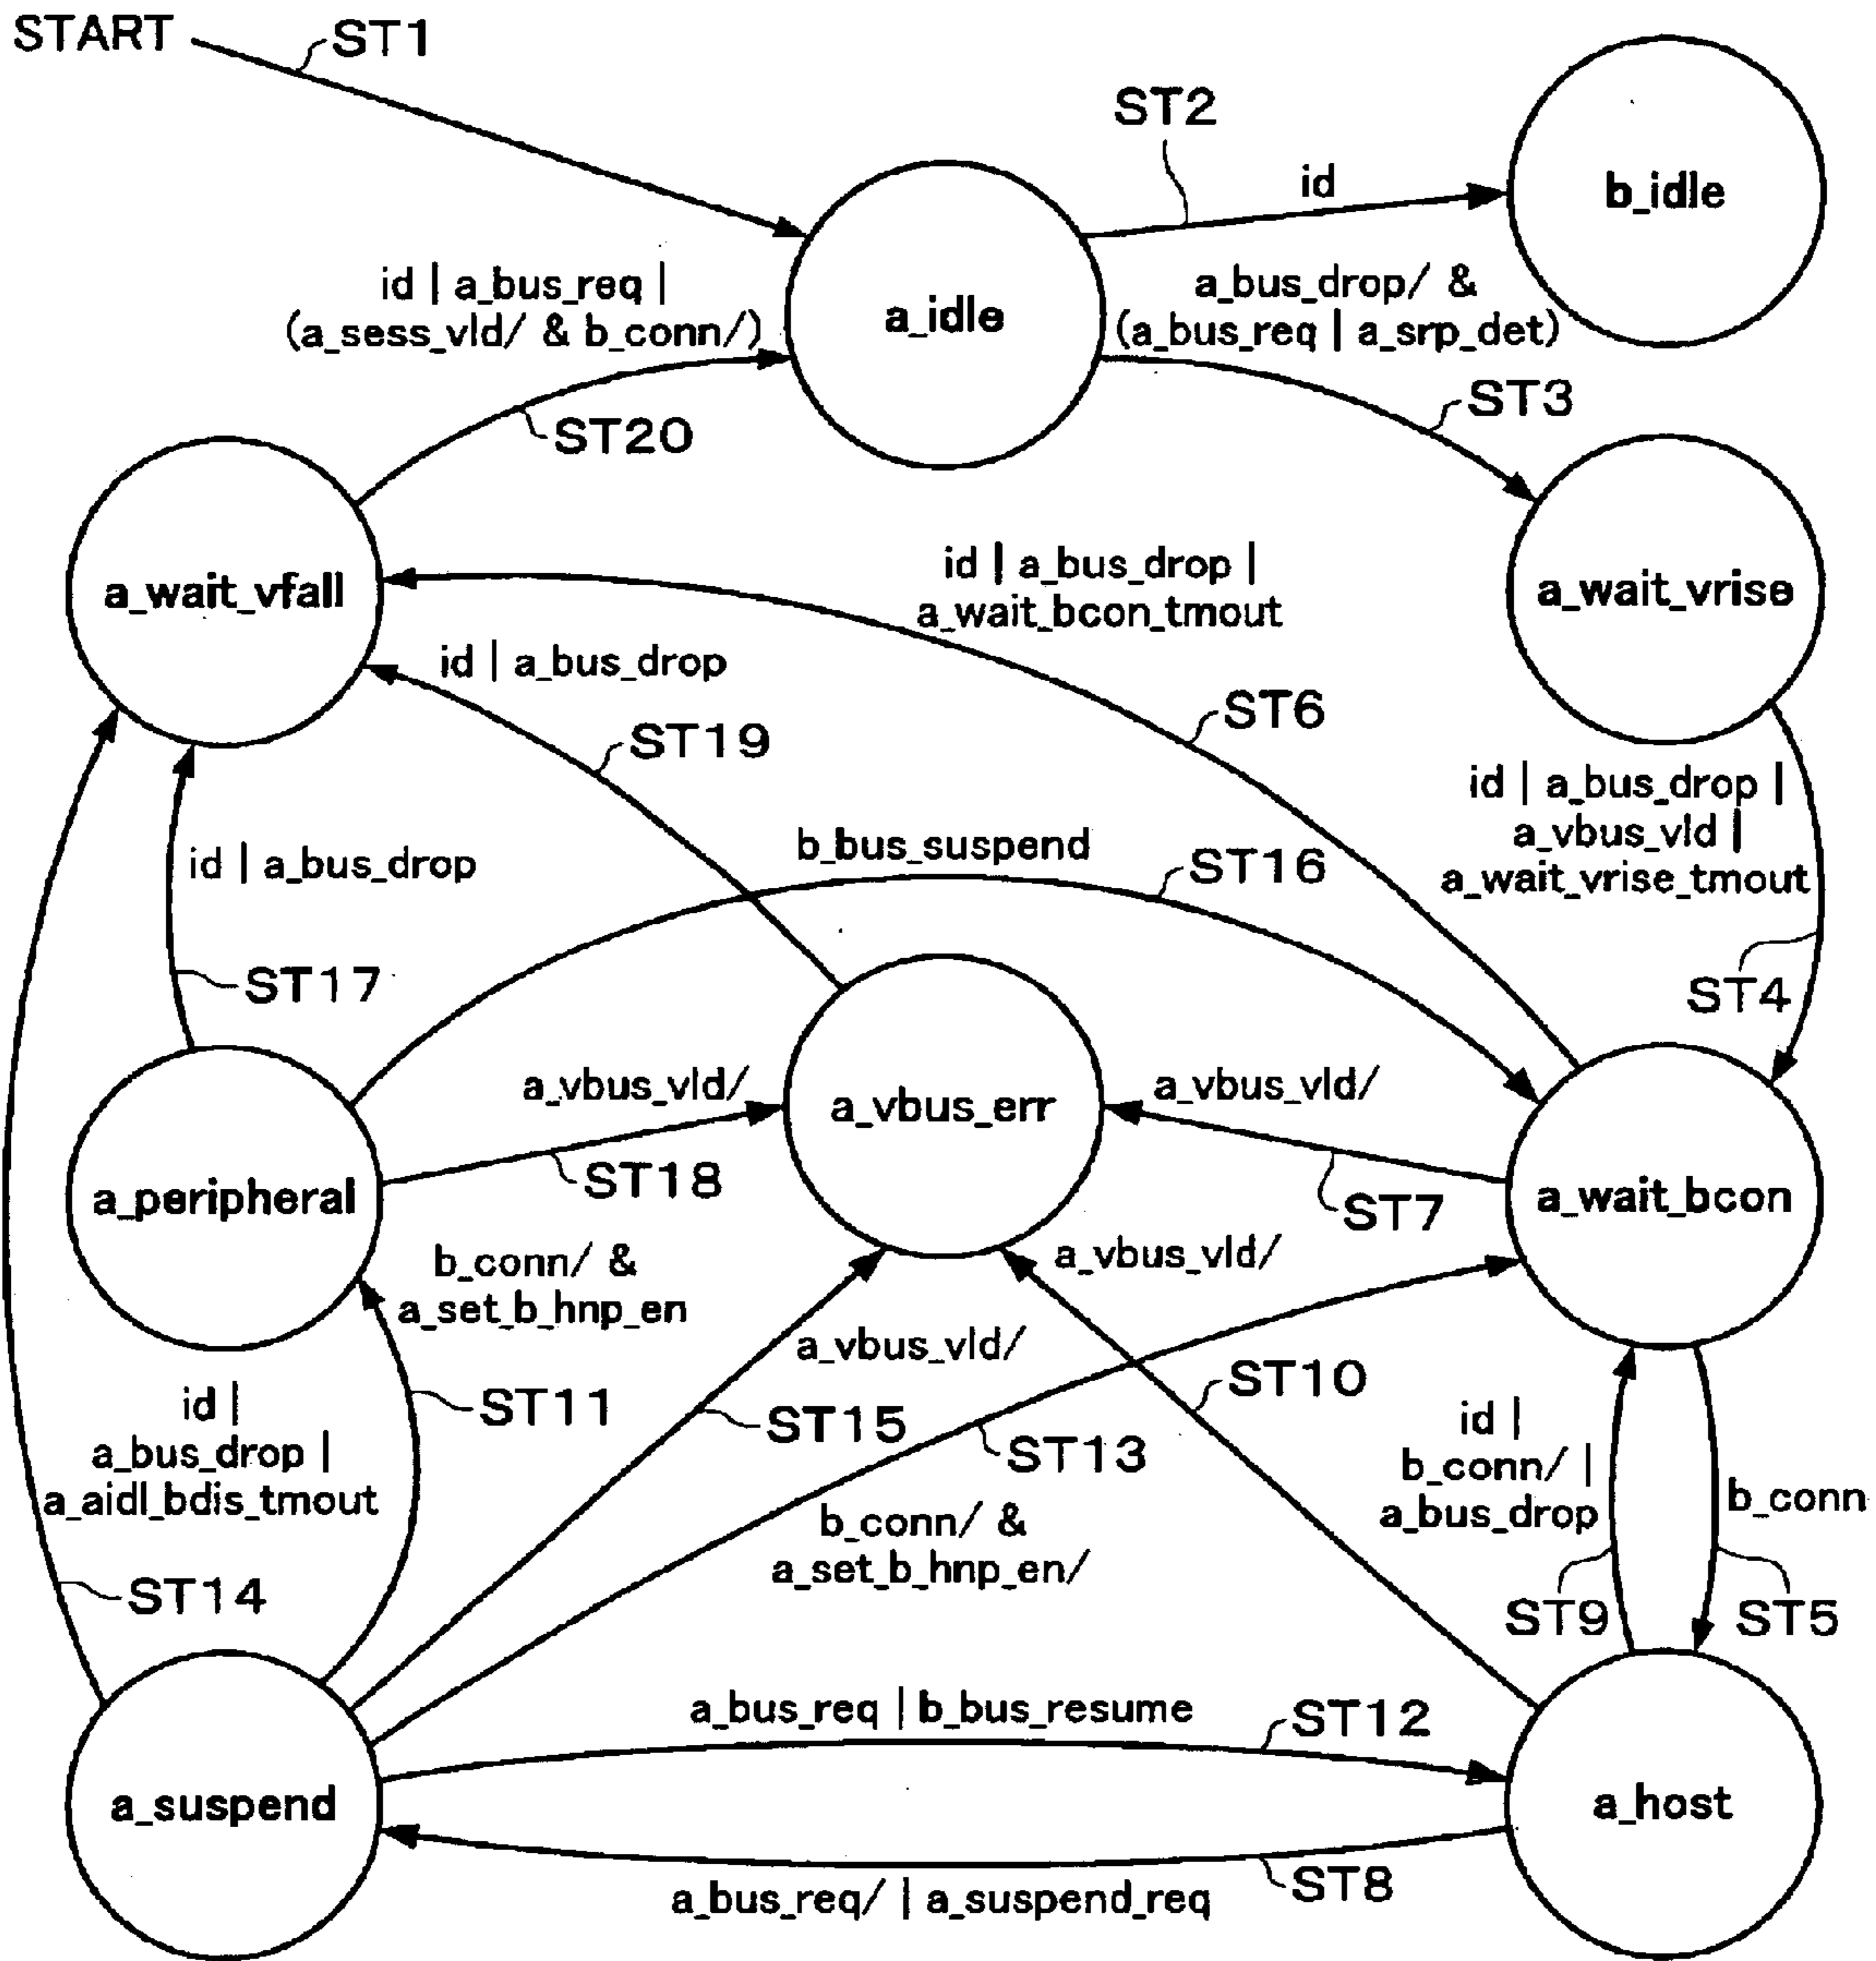 START
ST1
ST2
id
b_idle
id | a_bus_req |
(a_sess_vld/ & b_conn/)
a_idle
a_bus_drop/ &
(a_bus_req | a_srp_det)
ST3
ST20
a_wait_vfall
id | a_bus_drop |
a_wait_bcon_tmout
a_wait_vrise
id | a_bus_drop
ST19
ST6
id | a_bus_drop |
a_vbus_vld |
a_wait_vrise_tmout
id | a_bus_drop
b_bus_suspend
ST16
ST17
ST4
a_vbus_vld/
a_vbus_err
a_vbus_vld/
a_peripheral
ST18
ST7
a_wait_bcon
b_conn/ &
a_set_b_hnp_en
a_vbus_vld/
a_vbus_vld/
id |
a_bus_drop |
a_aidl_bdis_tmout
ST11
ST15
ST13
ST10
id |
b_conn/ |
a_bus_drop
b_conn
b_conn/ &
a_set_b_hnp_en/
ST14
ST9
ST5
a_bus_req | b_bus_resume
ST12
a_suspend
a_host
a_bus_req/ | a_suspend_req
ST8